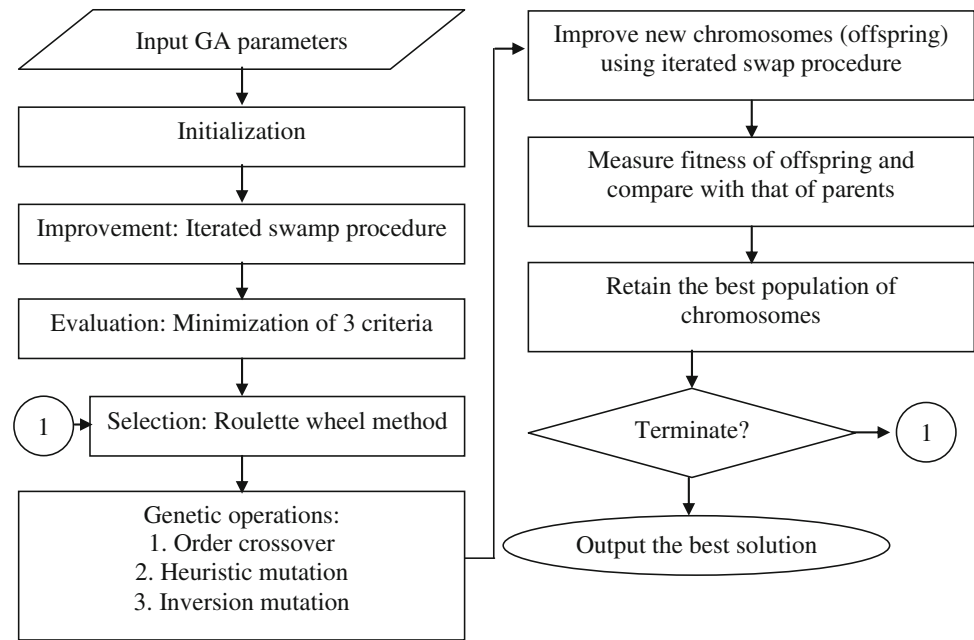 Input GA parameters
Initialization
Improvement: Iterated swamp procedure
Evaluation: Minimization of 3 criteria
1
Selection: Roulette wheel method
Genetic operations:
1. Order crossover
2. Heuristic mutation
3. Inversion mutation
Improve new chromosomes (offspring)
using iterated swap procedure
Measure fitness of offspring and
compare with that of parents
Retain the best population of
chromosomes
Terminate?
1
Output the best solution